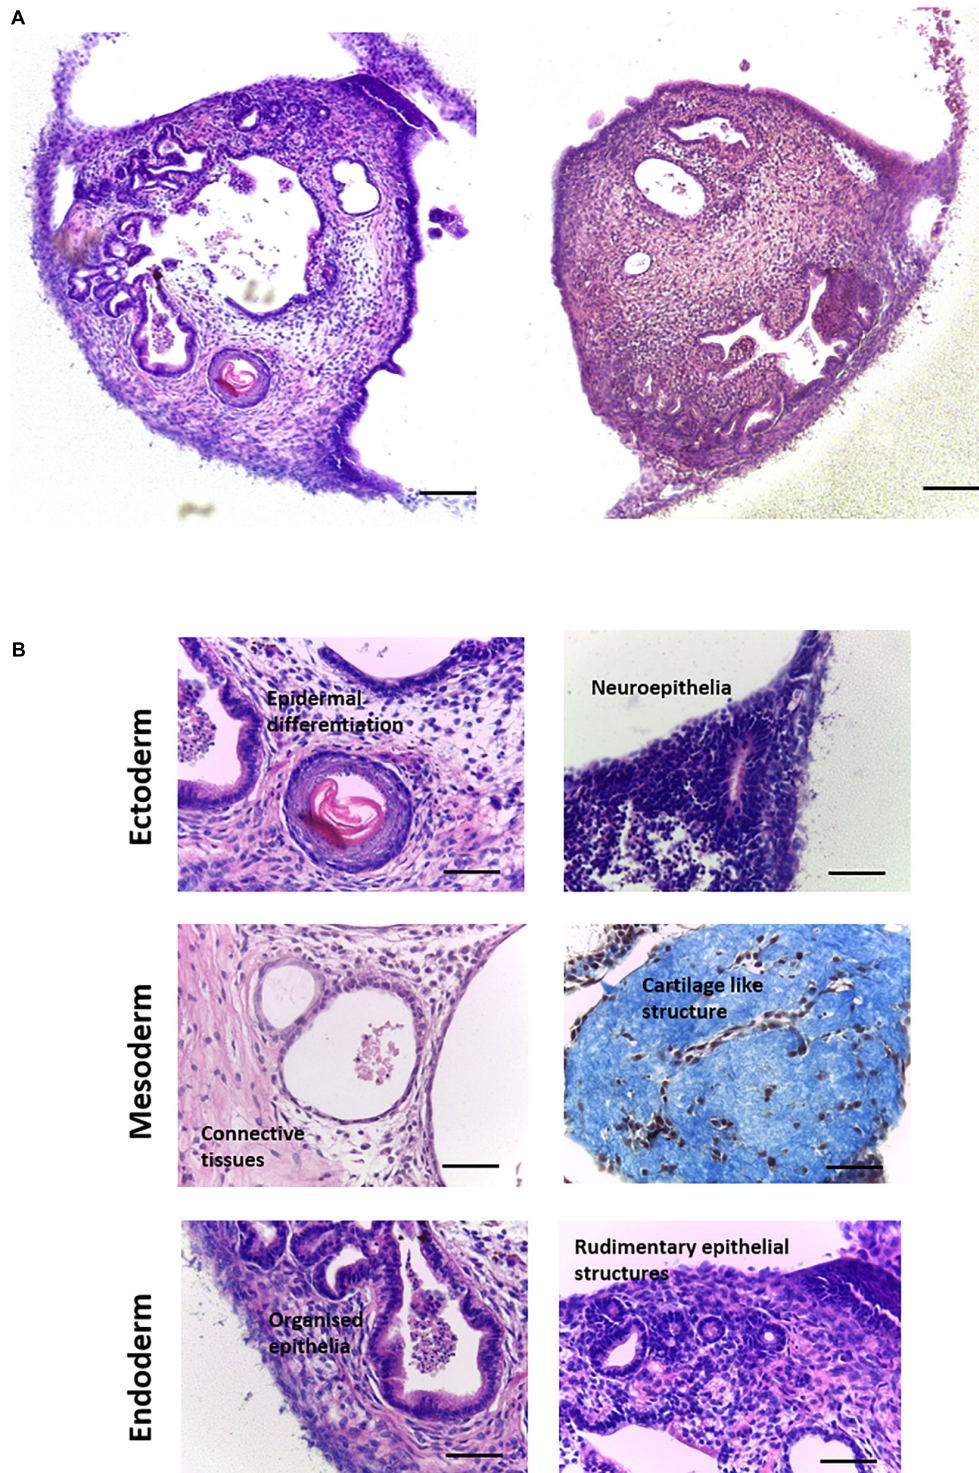 A
B
Ectoderm
Epidermal
differentiation
Neuroepithelia
Mesoderm
Connective
tissues
Cartilage like
structure
Endoderm
Organised
epithelia
Rudimentary epithelial
structures